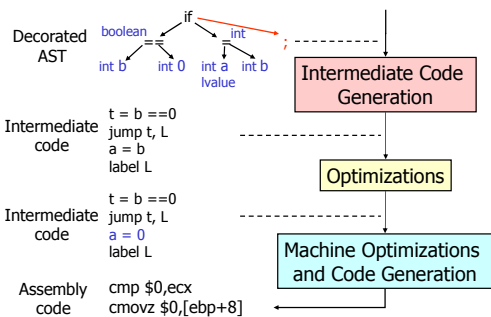 if
Decorated
AST
boolean
==
int
=
;
int b
int 0
int a
lvalue
int b
Intermediate Code
Generation
Intermediate
code
t = b ==0
jump t, L
a = b
label L
Optimizations
Intermediate
code
t = b ==0
jump t, L
a = 0
label L
Machine Optimizations
and Code Generation
Assembly
code
cmp $0,ecx
cmovz $0,[ebp+8]